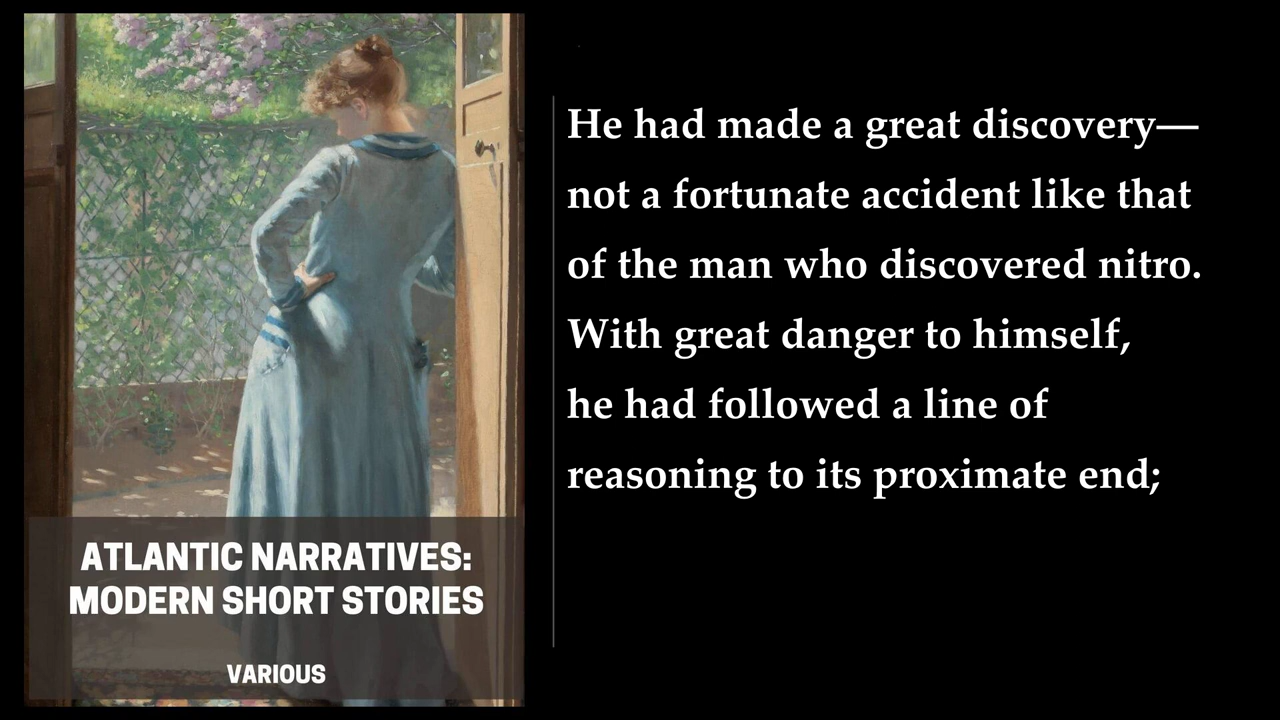 ATLANTIC NARRATIVES:
MODERN SHORT STORIES
VARIOUS
He had made a great discovery—
not a fortunate accident like that
of the man who discovered nitro.
With great danger to himself,
he had followed a line of
reasoning to its proximate end;